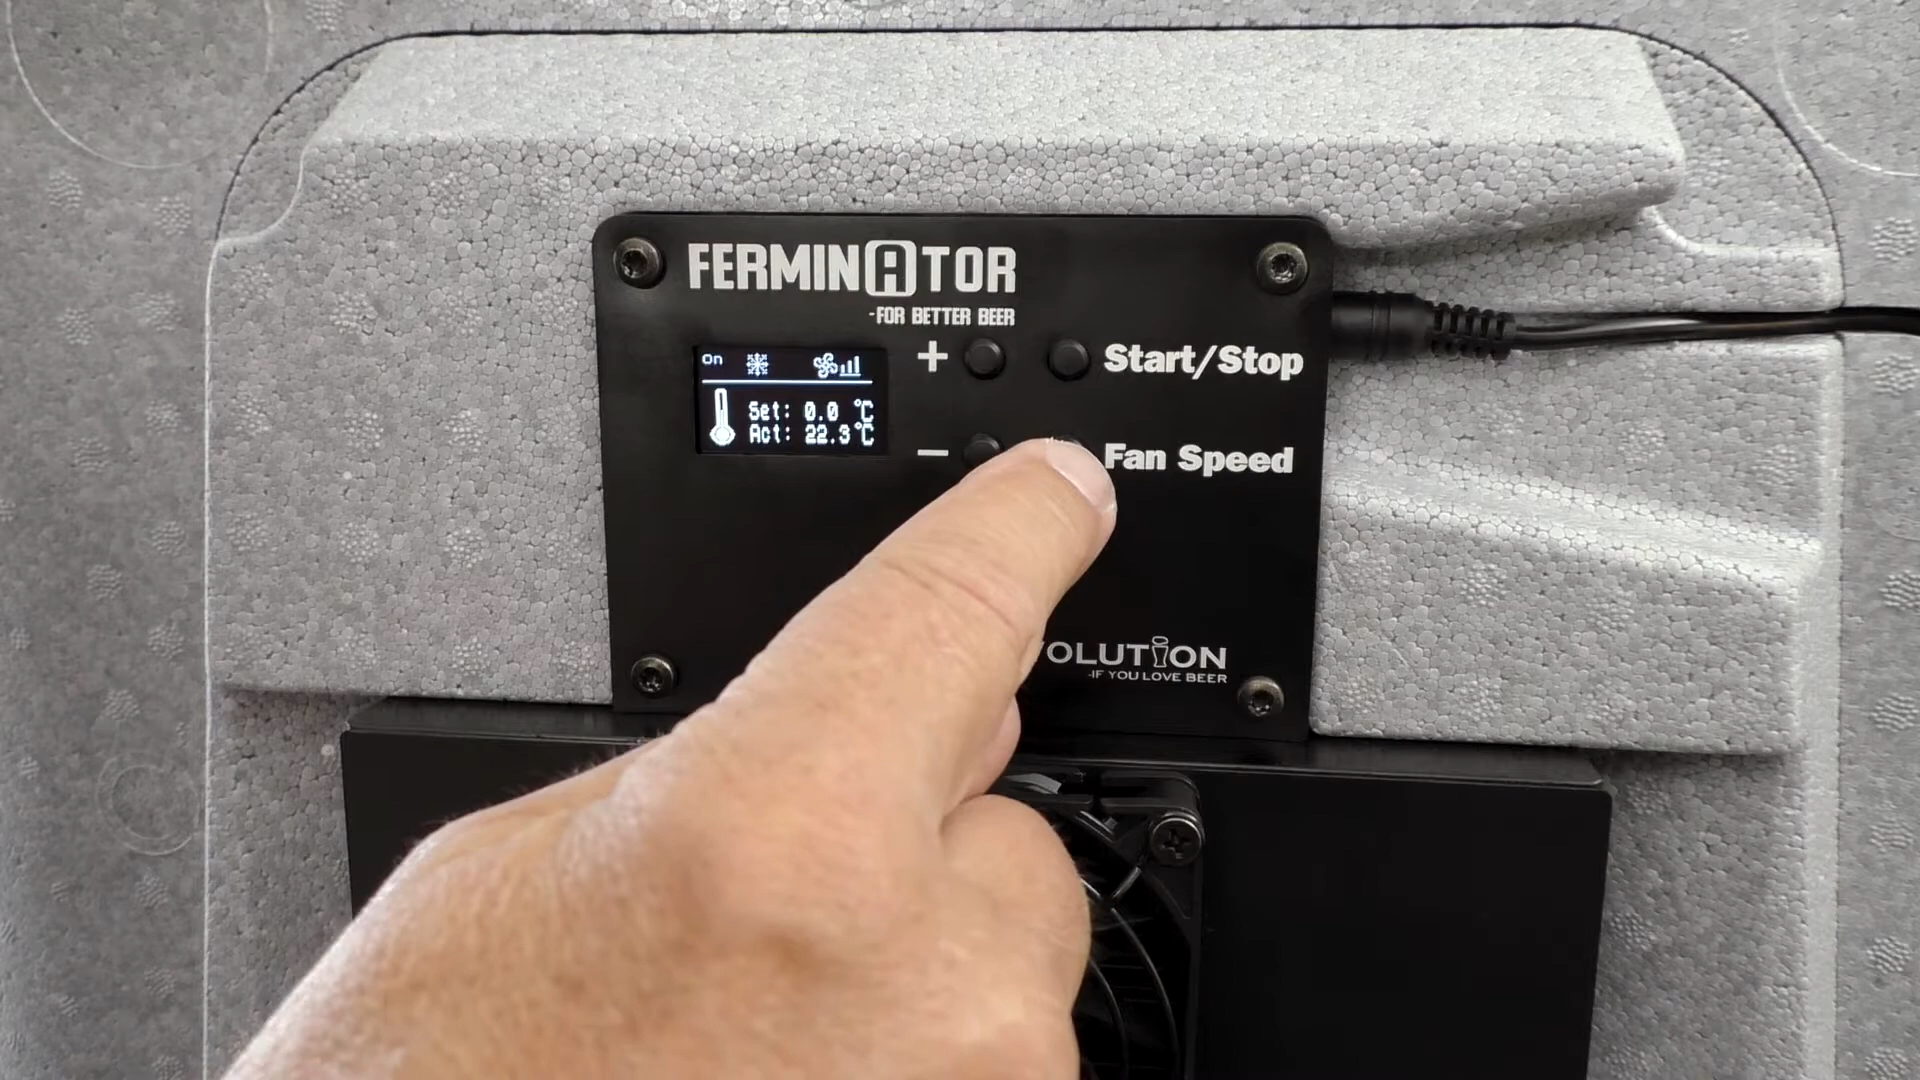 FERMINATOR
-FOR BETTER BEER
On
Set: 0.0 °C
Act: 22.3°C
+
Start/Stop
−
Fan Speed
VOLUTION
-IF YOU LOVE BEER